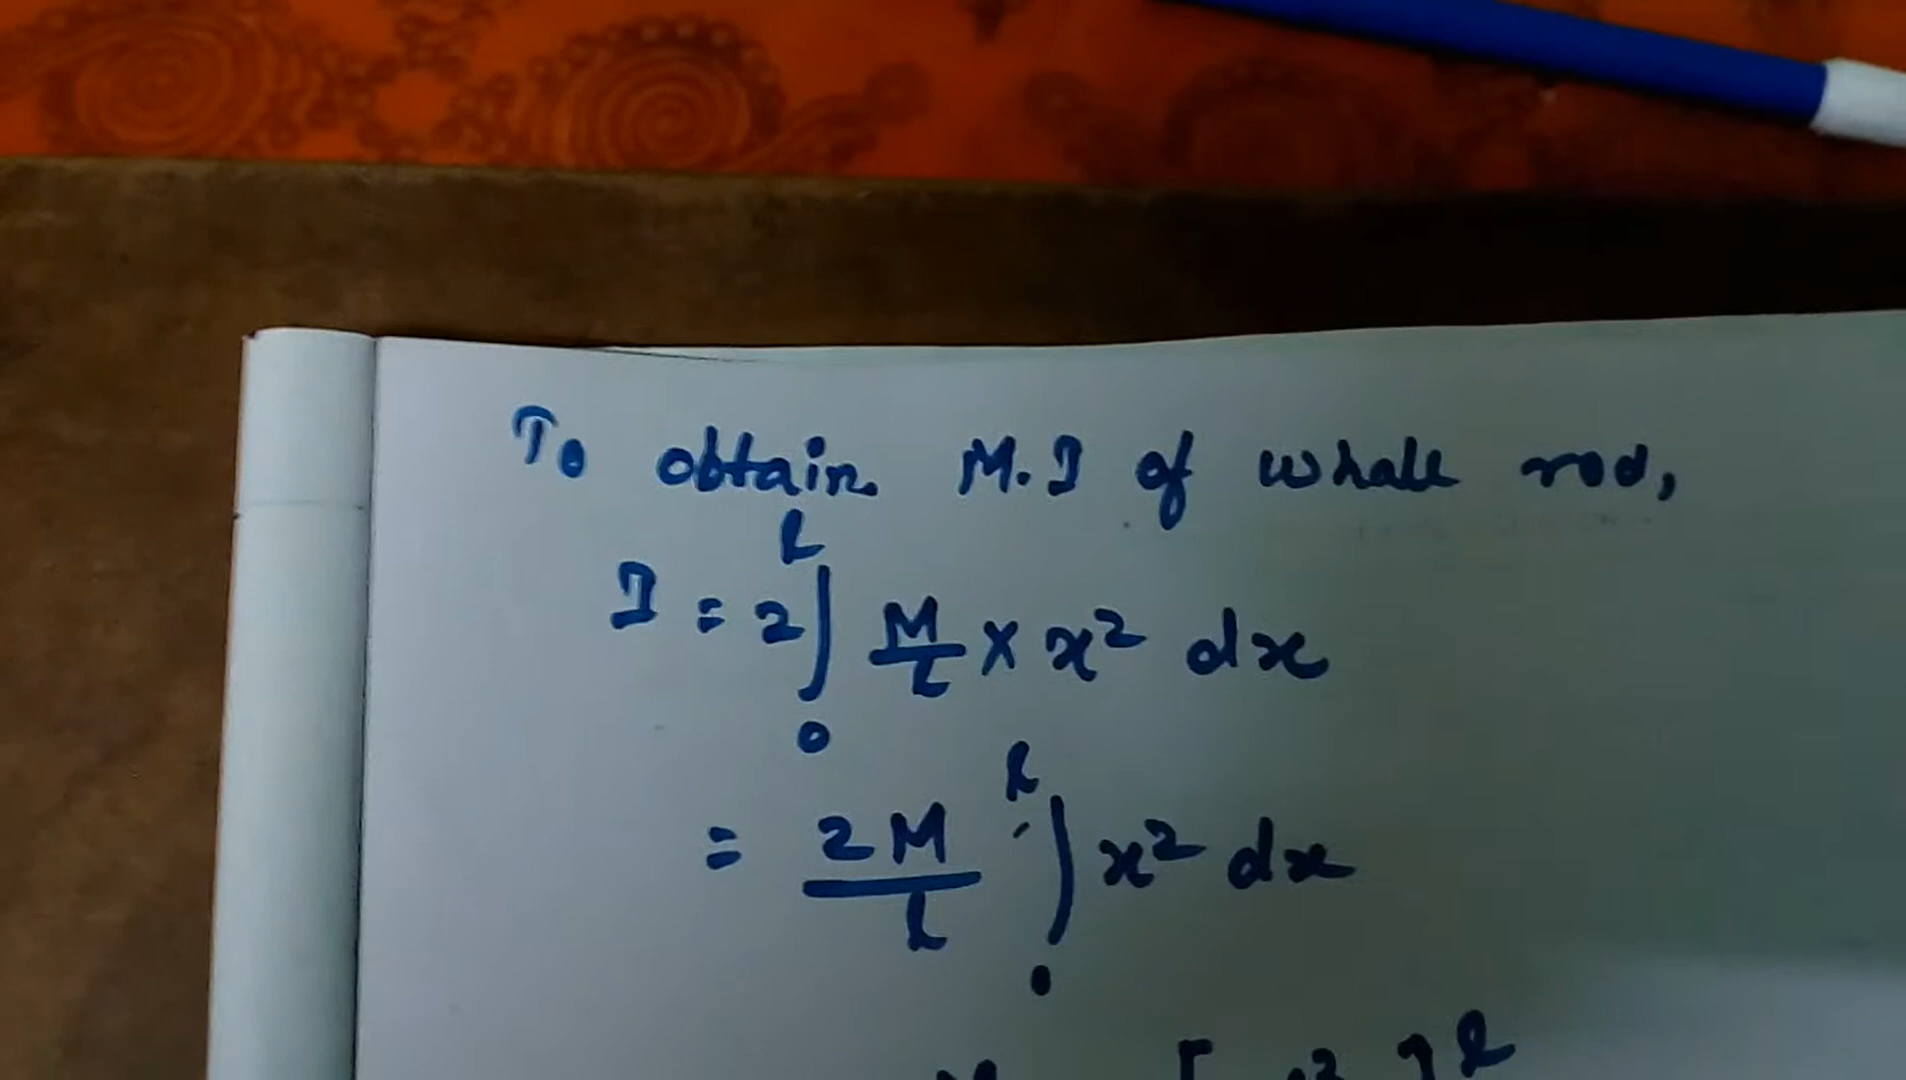 To obtain M.I of whole rod,
I = 2∫₀ᴸ M/L × x² dx
= 2M/L ∫₀ᴸ x² dx